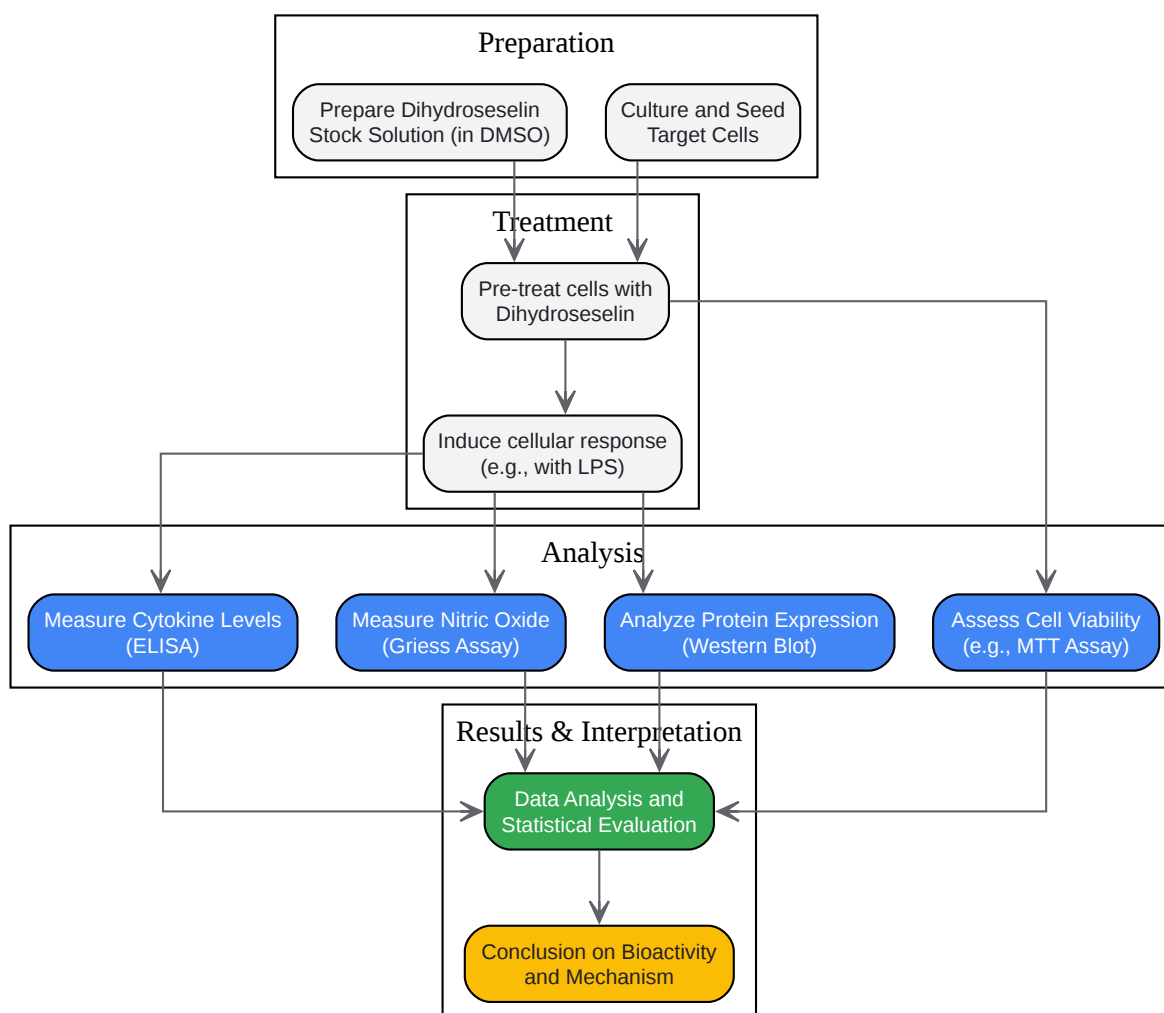 Preparation
Prepare Dihydroseselin
Stock Solution (in DMSO)
Culture and Seed
Target Cells
Treatment
Pre-treat cells with
Dihydroseselin
Induce cellular response
(e.g., with LPS)
Analysis
Measure Cytokine Levels
(ELISA)
Measure Nitric Oxide
(Griess Assay)
Analyze Protein Expression
(Western Blot)
Assess Cell Viability
(e.g., MTT Assay)
Results & Interpretation
Data Analysis and
Statistical Evaluation
Conclusion on Bioactivity
and Mechanism